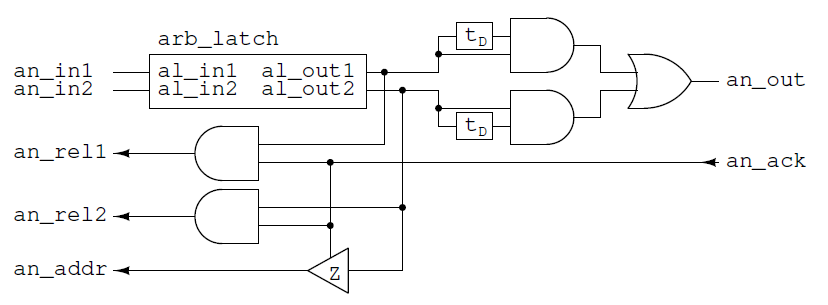 arb_latch
t_D
an_in1 al_in1 al_out1
an_in2 al_in2 al_out2
an_out
t_D
an_rel1
an_ack
an_rel2
an_addr
Z